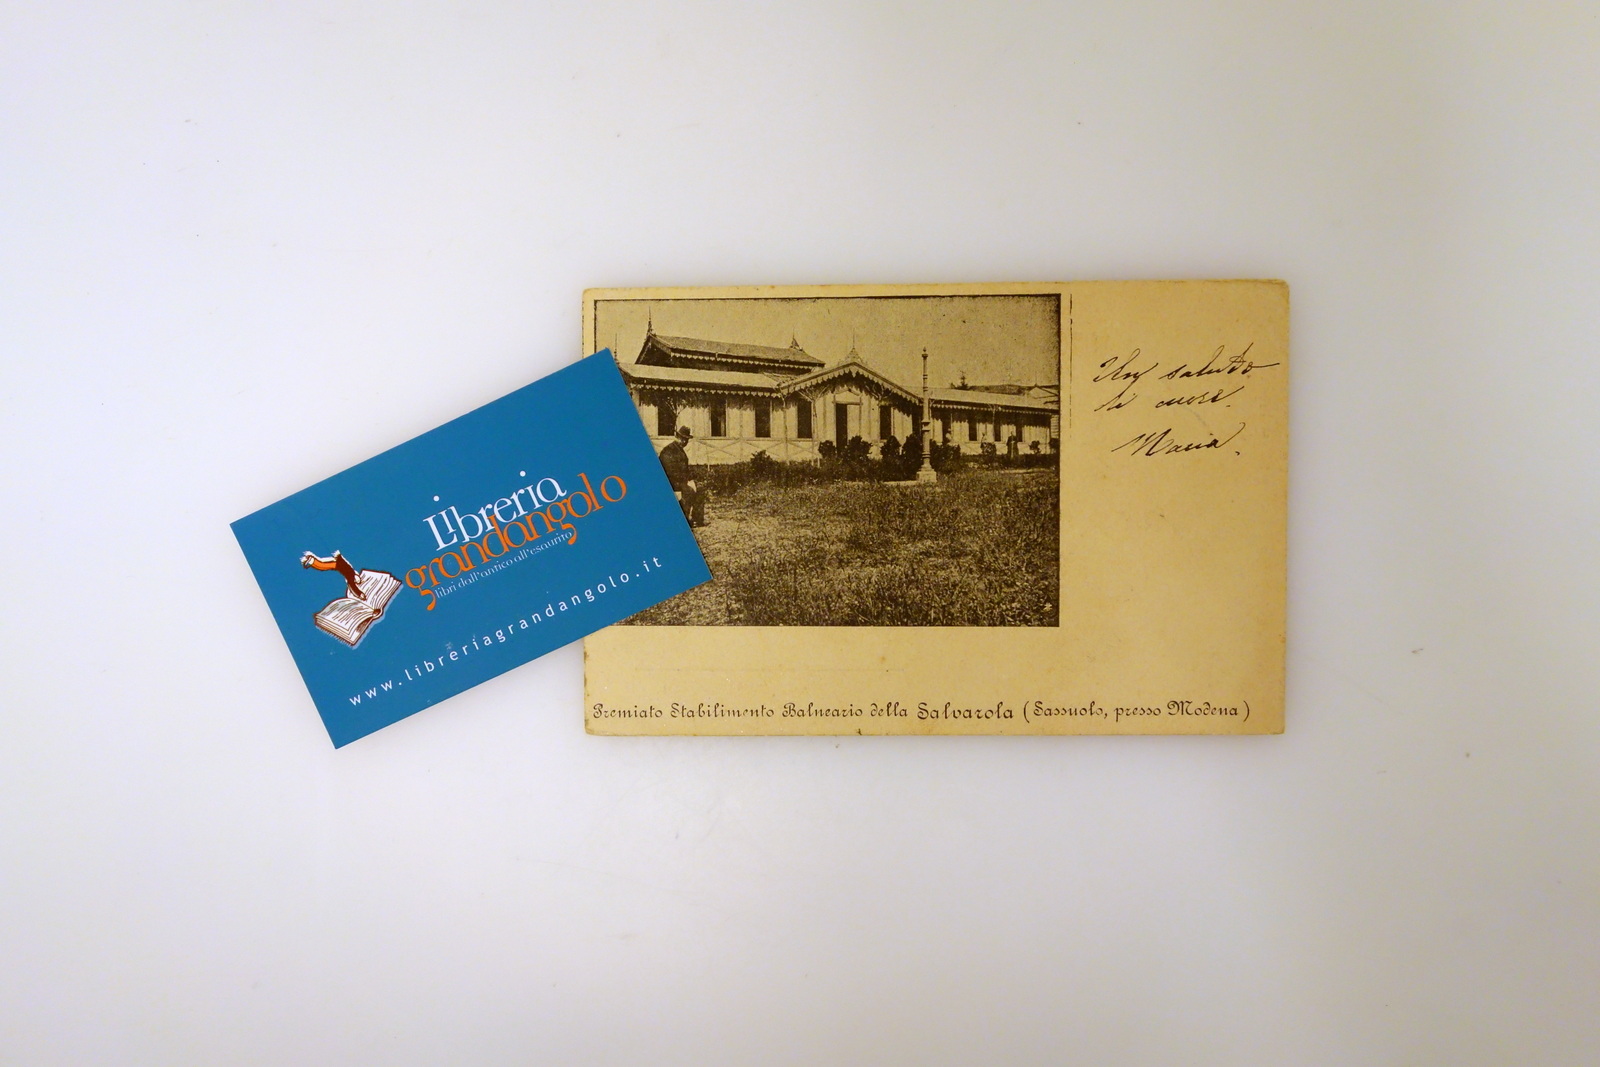 Libreria
grandangolo
libri dall'antico all'esaurito
www.libreriagrandangolo.it
Un saluto
di cuore.
Maria.
Premiato Stabilimento Balneario della Salvarola (Sassuolo, presso Modena)